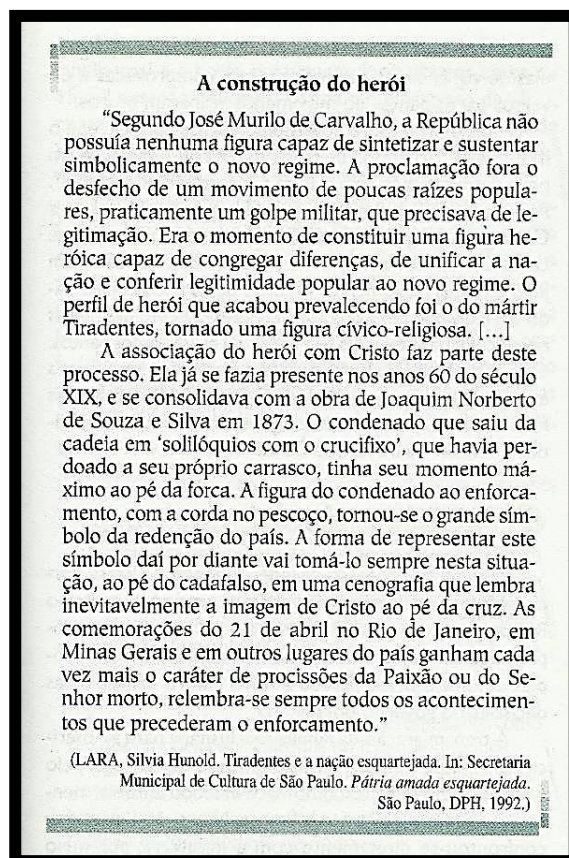 A construção do herói
“Segundo José Murilo de Carvalho, a República não
possuía nenhuma figura capaz de sintetizar e sustentar
simbolicamente o novo regime. A proclamação fora o
desfecho de um movimento de poucas raízes popula-
res, praticamente um golpe militar, que precisava de le-
gitimação. Era o momento de constituir uma figura he-
róica capaz de congregar diferenças, de unificar a na-
ção e conferir legitimidade popular ao novo regime. O
perfil de herói que acabou prevalecendo foi o do mártir
Tiradentes, tornado uma figura cívico-religiosa. [...]
A associação do herói com Cristo faz parte deste
processo. Ela já se fazia presente nos anos 60 do século
XIX, e se consolidava com a obra de Joaquim Norberto
de Souza e Silva em 1873. O condenado que saiu da
cadeia em ‘solilóquios com o crucifixo’, que havia per-
doado a seu próprio carrasco, tinha seu momento má-
ximo ao pé da forca. A figura do condenado ao enforca-
mento, com a corda no pescoço, tornou-se o grande sím-
bolo da redenção do país. A forma de representar este
símbolo daí por diante vai tomá-lo sempre nesta situa-
ção, ao pé do cadafalso, em uma cenografia que lembra
inevitavelmente a imagem de Cristo ao pé da cruz. As
comemorações do 21 de abril no Rio de Janeiro, em
Minas Gerais e em outros lugares do país ganham cada
vez mais o caráter de procissões da Paixão ou do Se-
nhor morto, relembra-se sempre todos os acontecimen-
tos que precederam o enforcamento.”
(LARA, Silvia Hunold. Tiradentes e a nação esquartejada. In: Secretaria
Municipal de Cultura de São Paulo. Pátria amada esquartejada.
São Paulo, DPH, 1992.)